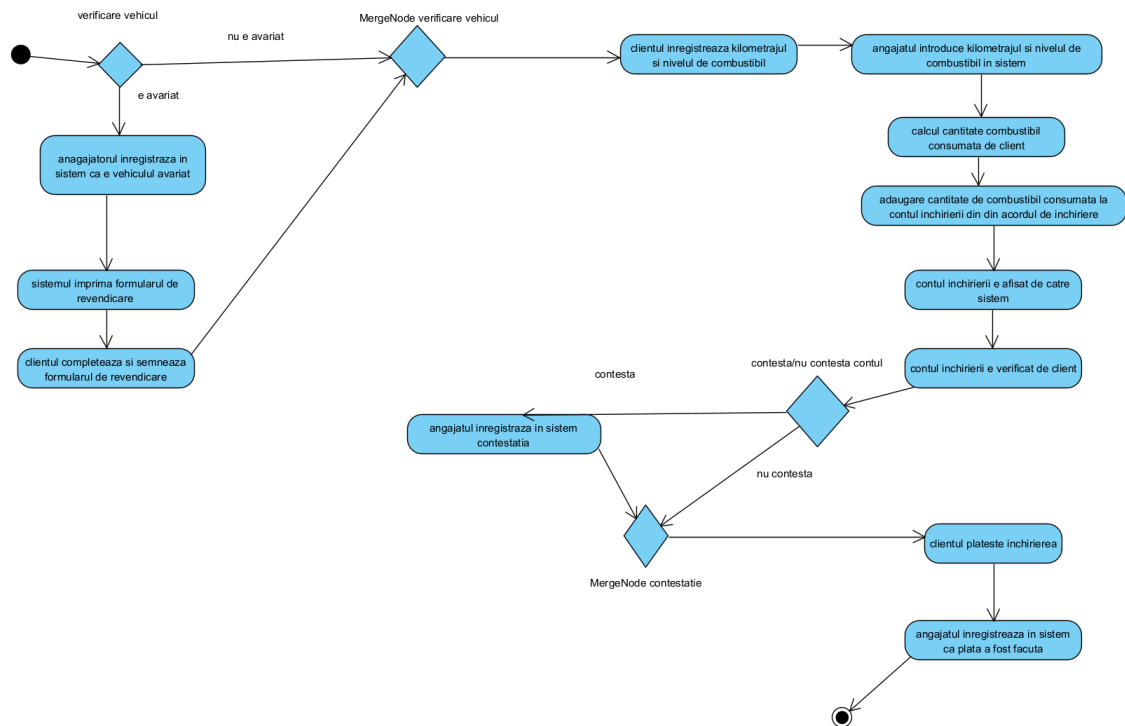 verificare vehicul
nu e avariat
MergeNode verificare vehicul
clientul inregistreaza kilometrajul
si nivelul de combustibil
angajatul introduce kilometrajul si nivelul de
combustibil in sistem
e avariat
anagajatorul inregistraza in
sistem ca e vehiculul avariat
calcul cantitate combustibil
consumata de client
adaugare cantitate de combustibil consumata la
contul inchirierii din din acordul de inchiriere
sistemul imprima formularul de
revendicare
contul inchirierii e afisat de catre
sistem
clientul completeaza si semneaza
formularul de revendicare
contul inchirierii e verificat de client
contesta/nu contesta contul
contesta
angajatul inregistraza in sistem
contestatia
nu contesta
clientul plateste inchirierea
MergeNode contestatie
angajatul inregistreaza in sistem
ca plata a fost facuta